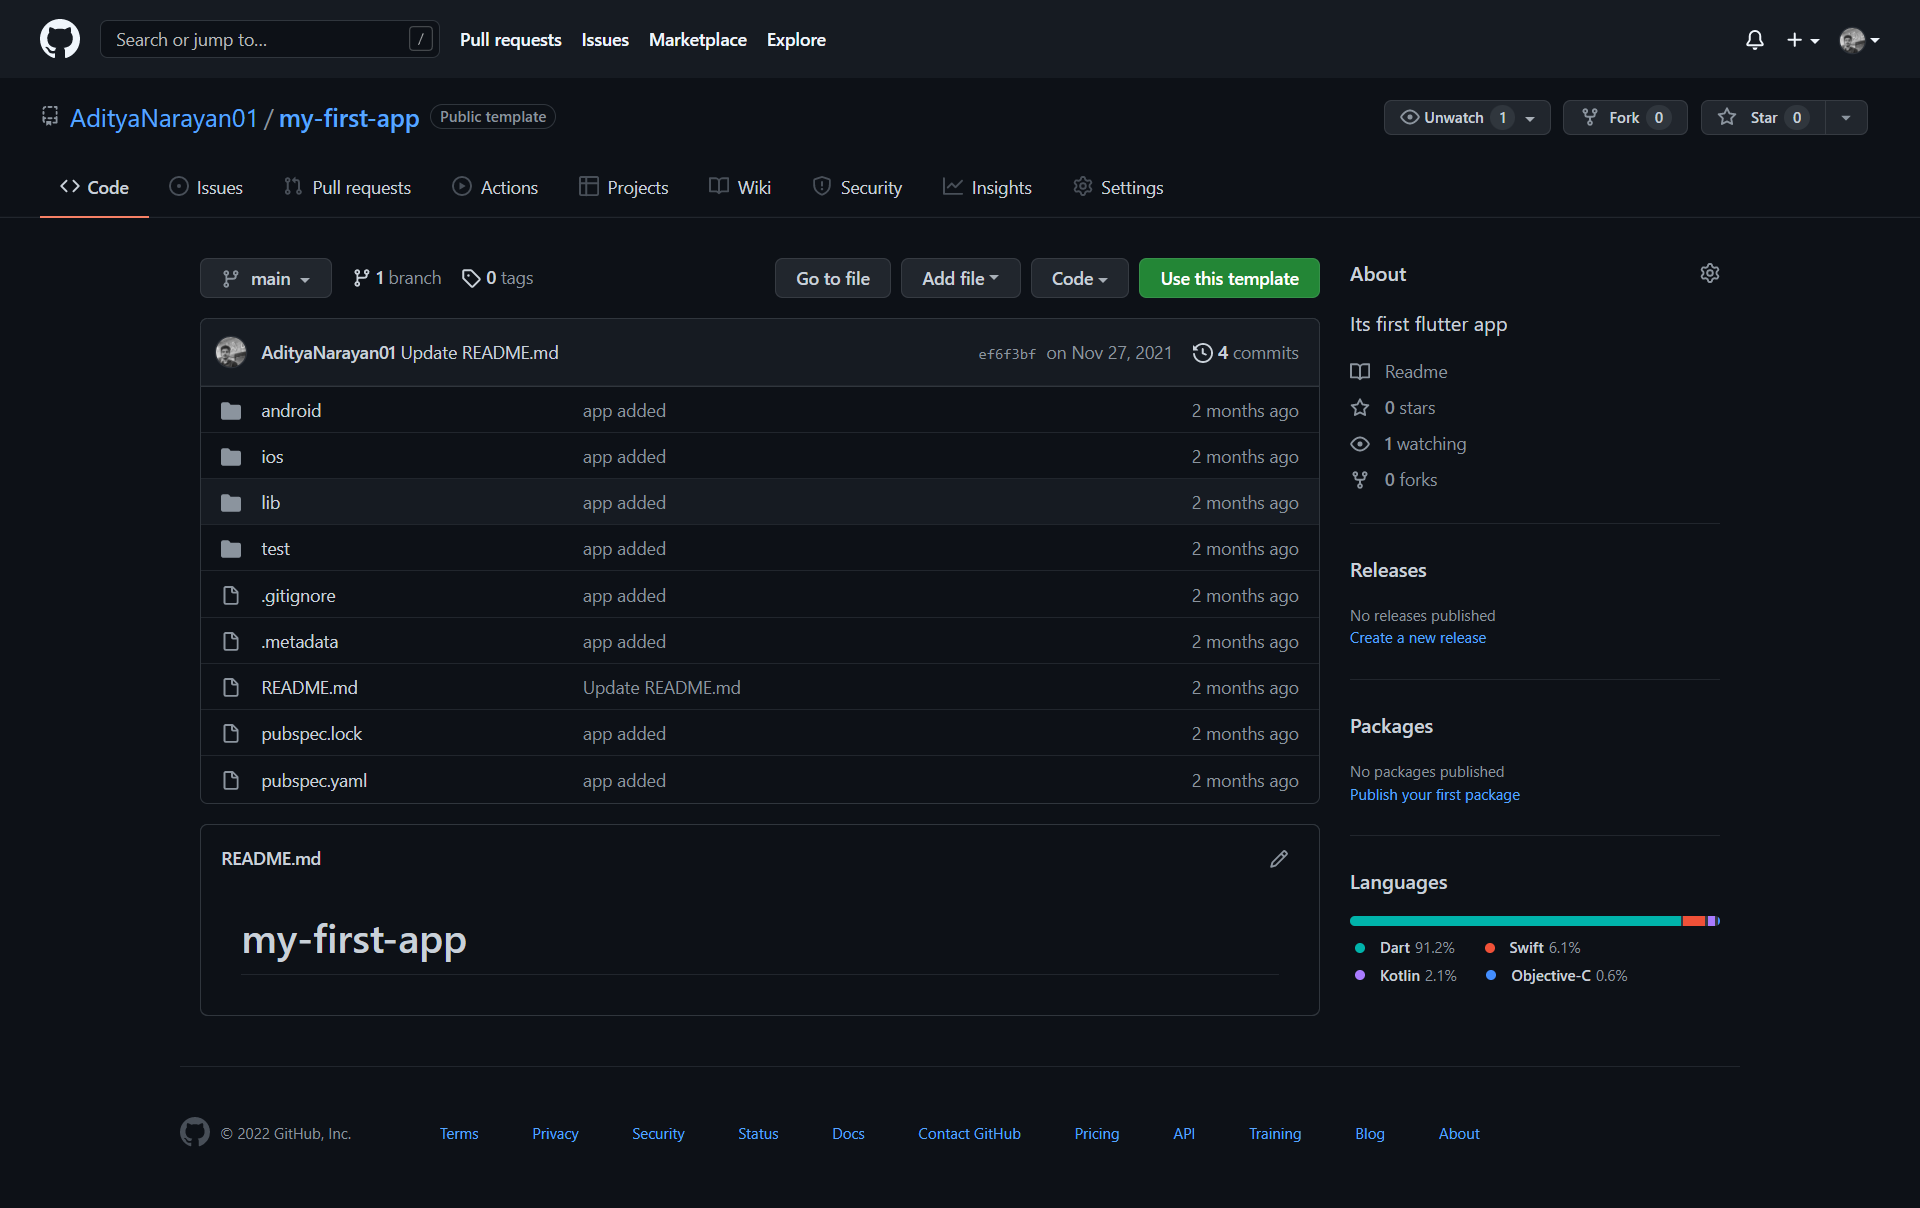 Search or jump to... / Pull requests Issues Marketplace Explore
AdityaNarayan01 / my-first-app Public template Unwatch 1 Fork 0 Star 0
Code Issues Pull requests Actions Projects Wiki Security Insights Settings
main 1 branch 0 tags Go to file Add file Code Use this template
AdityaNarayan01 Update README.md ef6f3bf on Nov 27, 2021 4 commits
android app added 2 months ago
ios app added 2 months ago
lib app added 2 months ago
test app added 2 months ago
.gitignore app added 2 months ago
.metadata app added 2 months ago
README.md Update README.md 2 months ago
pubspec.lock app added 2 months ago
pubspec.yaml app added 2 months ago
README.md
my-first-app
About
Its first flutter app
Readme
0 stars
1 watching
0 forks
Releases
No releases published
Create a new release
Packages
No packages published
Publish your first package
Languages
Dart 91.2% Swift 6.1%
Kotlin 2.1% Objective-C 0.6%
© 2022 GitHub, Inc. Terms Privacy Security Status Docs Contact GitHub Pricing API Training Blog About